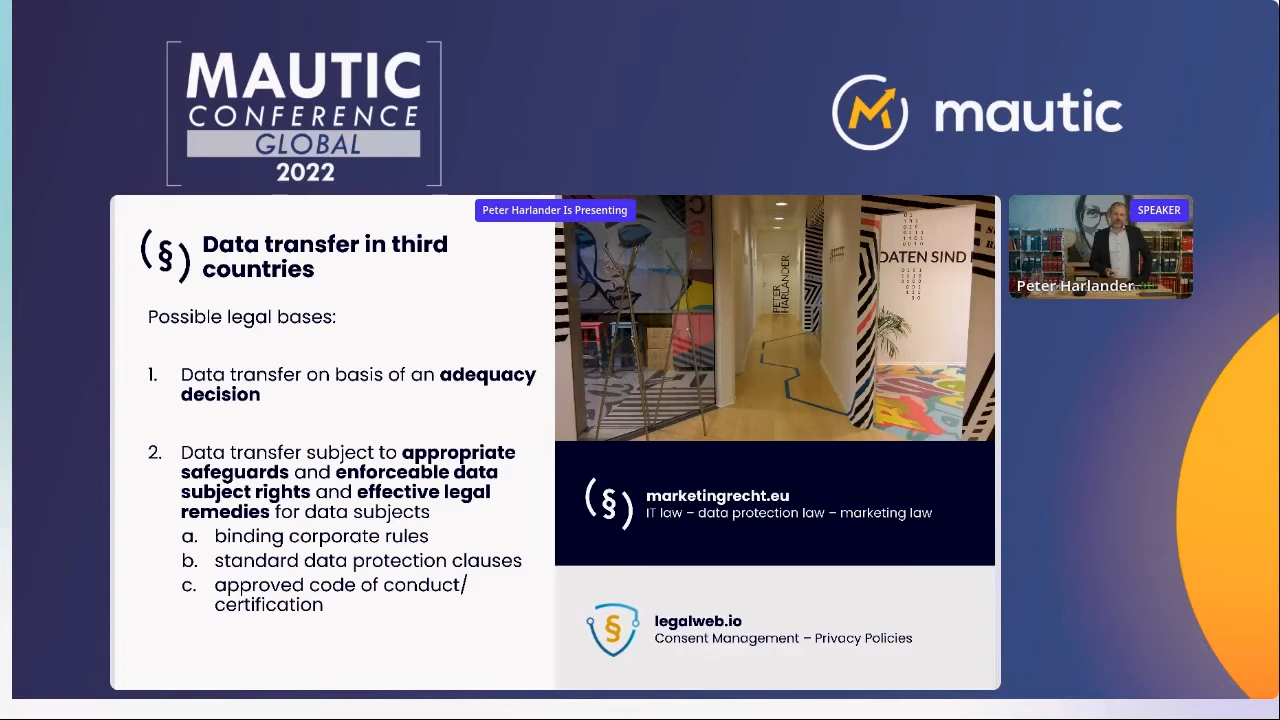 MAUTIC
CONFERENCE
GLOBAL
2022
mautic
Peter Harlander Is Presenting
SPEAKER
Peter Harlander
(§) Data transfer in third
countries
Possible legal bases:
1. Data transfer on basis of an adequacy
decision
2. Data transfer subject to appropriate
safeguards and enforceable data
subject rights and effective legal
remedies for data subjects
a. binding corporate rules
b. standard data protection clauses
c. approved code of conduct/
certification
PETER
HARLANDER
DATEN SIND
(§) marketingrecht.eu
IT law – data protection law – marketing law
§ legalweb.io
Consent Management – Privacy Policies